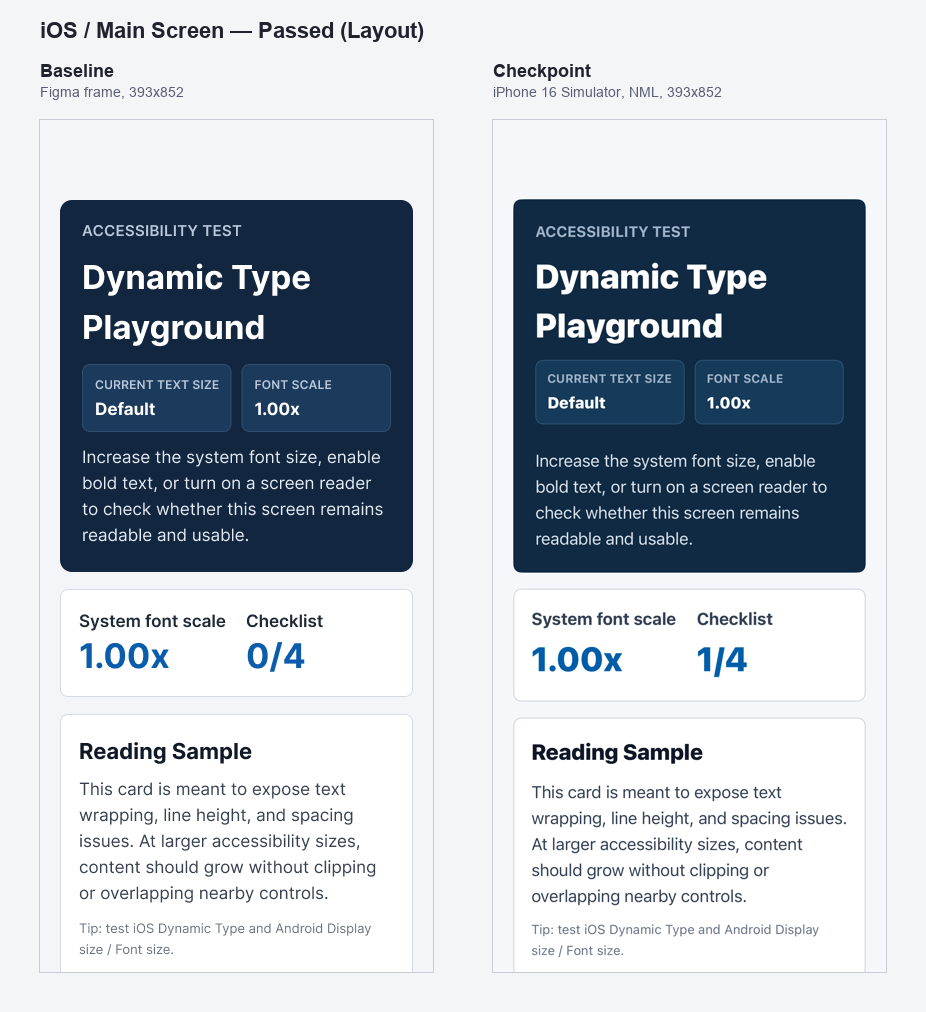 iOS / Main Screen — Passed (Layout)
Baseline
Figma frame, 393x852
ACCESSIBILITY TEST
Dynamic Type
Playground
CURRENT TEXT SIZE
Default
FONT SCALE
1.00x
Increase the system font size, enable
bold text, or turn on a screen reader
to check whether this screen remains
readable and usable.
System font scale
1.00x
Checklist
0/4
Reading Sample
This card is meant to expose text
wrapping, line height, and spacing
issues. At larger accessibility sizes,
content should grow without clipping
or overlapping nearby controls.
Tip: test iOS Dynamic Type and Android Display
size / Font size.
Checkpoint
iPhone 16 Simulator, NML, 393x852
ACCESSIBILITY TEST
Dynamic Type
Playground
CURRENT TEXT SIZE
Default
FONT SCALE
1.00x
Increase the system font size, enable
bold text, or turn on a screen reader to
check whether this screen remains
readable and usable.
System font scale
1.00x
Checklist
1/4
Reading Sample
This card is meant to expose text
wrapping, line height, and spacing issues.
At larger accessibility sizes, content
should grow without clipping or
overlapping nearby controls.
Tip: test iOS Dynamic Type and Android Display
size / Font size.